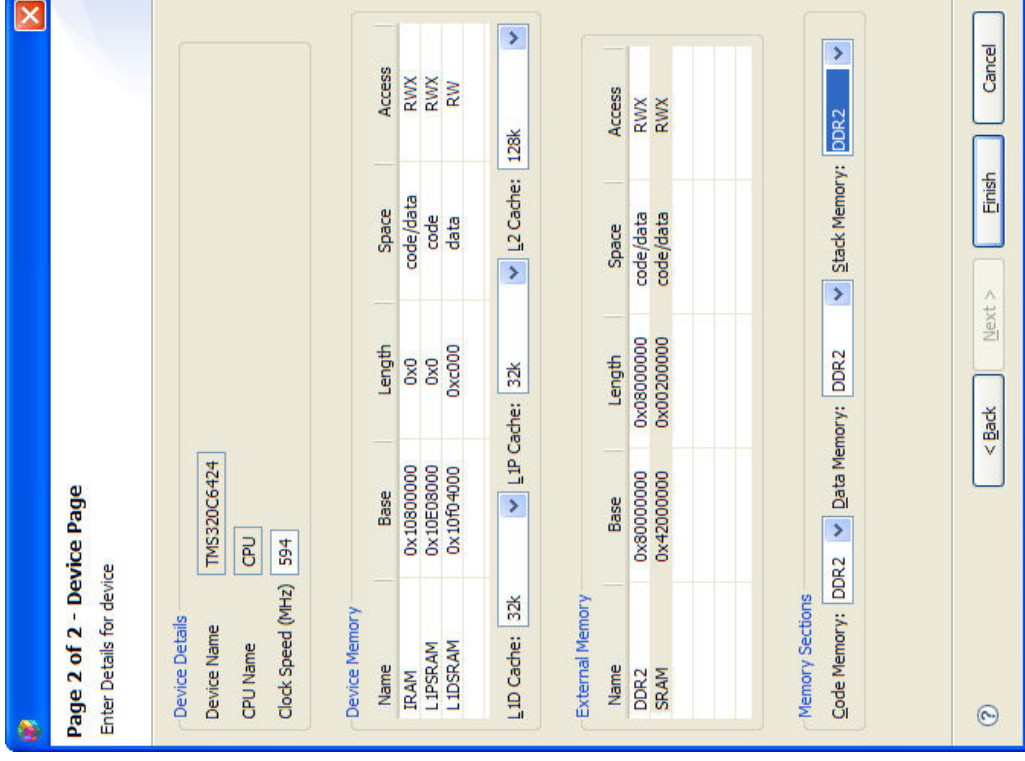 Page 2 of 2 - Device Page
Enter Details for device
Device Details
Device Name TMS320C6424
CPU Name CPU
Clock Speed (MHz) 594
Device Memory
Name Base Length Space Access
IRAM 0x10800000 0x0 code/data RWX
L1PSRAM 0x10E08000 0x0 code RWX
L1DSRAM 0x10f04000 0xc000 data RW
L1D Cache: 32k L1P Cache: 32k L2 Cache: 128k
External Memory
Name Base Length Space Access
DDR2 0x80000000 0x08000000 code/data RWX
SRAM 0x42000000 0x00200000 code/data RWX
Memory Sections
Code Memory: DDR2 Data Memory: DDR2 Stack Memory: DDR2
? < Back Next > Finish Cancel